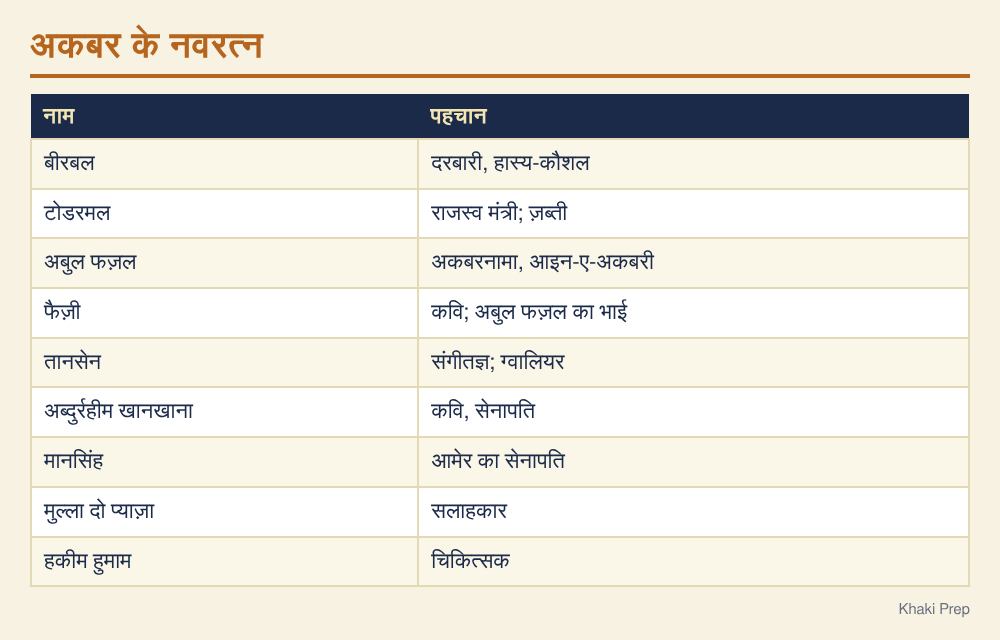 अकबर के नवरत्न
नाम पहचान
बीरबल दरबारी, हास्य-कौशल
टोडरमल राजस्व मंत्री; ज़ब्ती
अबुल फज़ल अकबरनामा, आइन-ए-अकबरी
फैज़ी कवि; अबुल फज़ल का भाई
तानसेन संगीतज्ञ; ग्वालियर
अब्दुर्रहीम खानखाना कवि, सेनापति
मानसिंह आमेर का सेनापति
मुल्ला दो प्याज़ा सलाहकार
हकीम हुमाम चिकित्सक
Khaki Prep